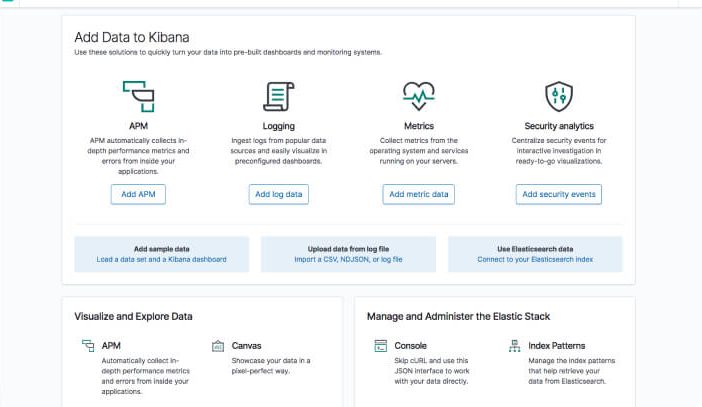 Add Data to Kibana
Use these solutions to quickly turn your data into pre-built dashboards and monitoring systems.
APM
APM automatically collects in-
depth performance metrics and
errors from inside your
applications.
Add APM
Logging
Ingest logs from popular data
sources and easily visualize in
preconfigured dashboards.
Add log data
Metrics
Collect metrics from the
operating system and services
running on your servers.
Add metric data
Security analytics
Centralize security events for
interactive investigation in
ready-to-go visualizations.
Add security events
Add sample data
Load a data set and a Kibana dashboard
Upload data from log file
Import a CSV, NDJSON, or log file
Use Elasticsearch data
Connect to your Elasticsearch index
Visualize and Explore Data
APM
Automatically collect in-
depth performance metrics
and errors from inside your
applications.
Canvas
Showcase your data in a
pixel-perfect way.
Manage and Administer the Elastic Stack
Console
Skip cURL and use this
JSON interface to work
with your data directly.
Index Patterns
Manage the index patterns
that help retrieve your
data from Elasticsearch.